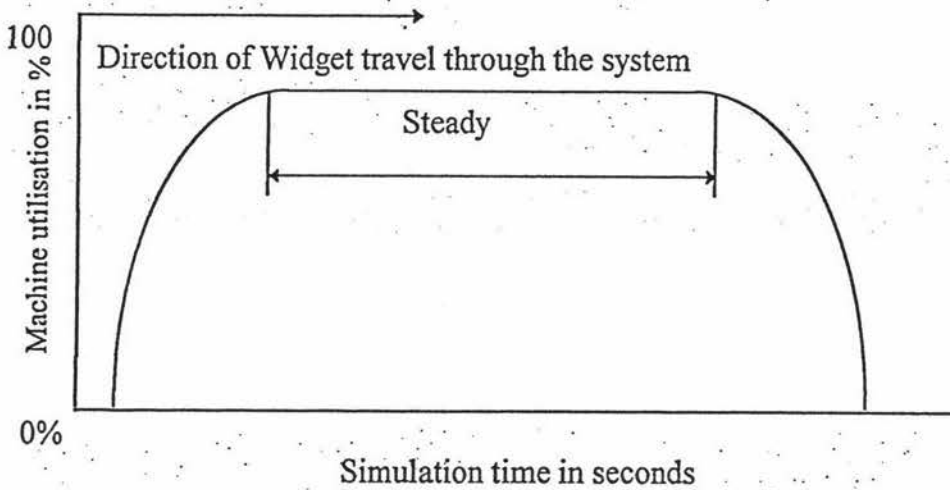 100
Direction of Widget travel through the system
Steady
Machine utilisation in %
0%
Simulation time in seconds